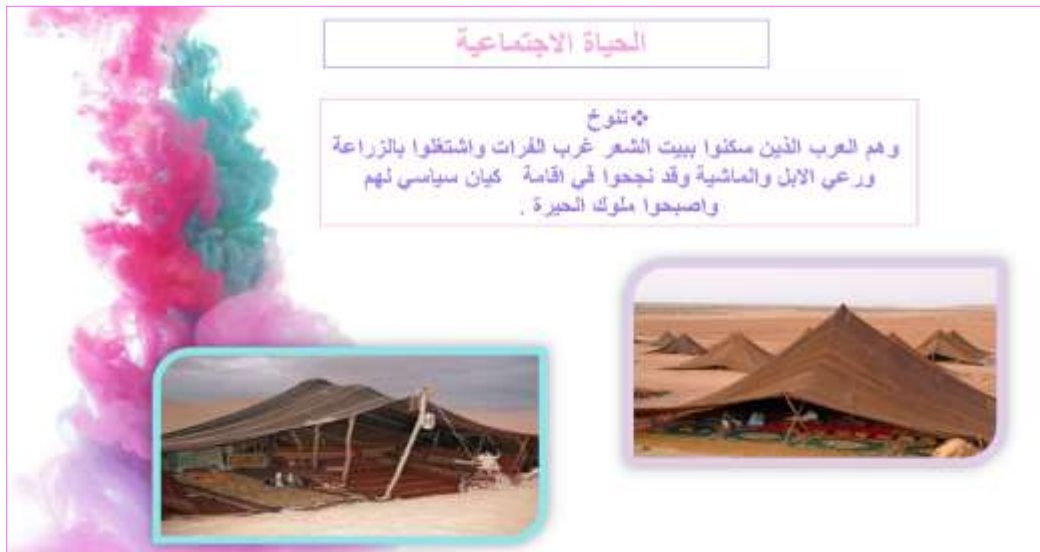 الحياة الاجتماعية
❖تنوخ
وهم العرب الذين سكنوا ببيت الشعر غرب الفرات واشتغلوا بالزراعة
ورعي الابل والماشية وقد نجحوا في اقامة كيان سياسي لهم
واصبحوا ملوك الحيرة .